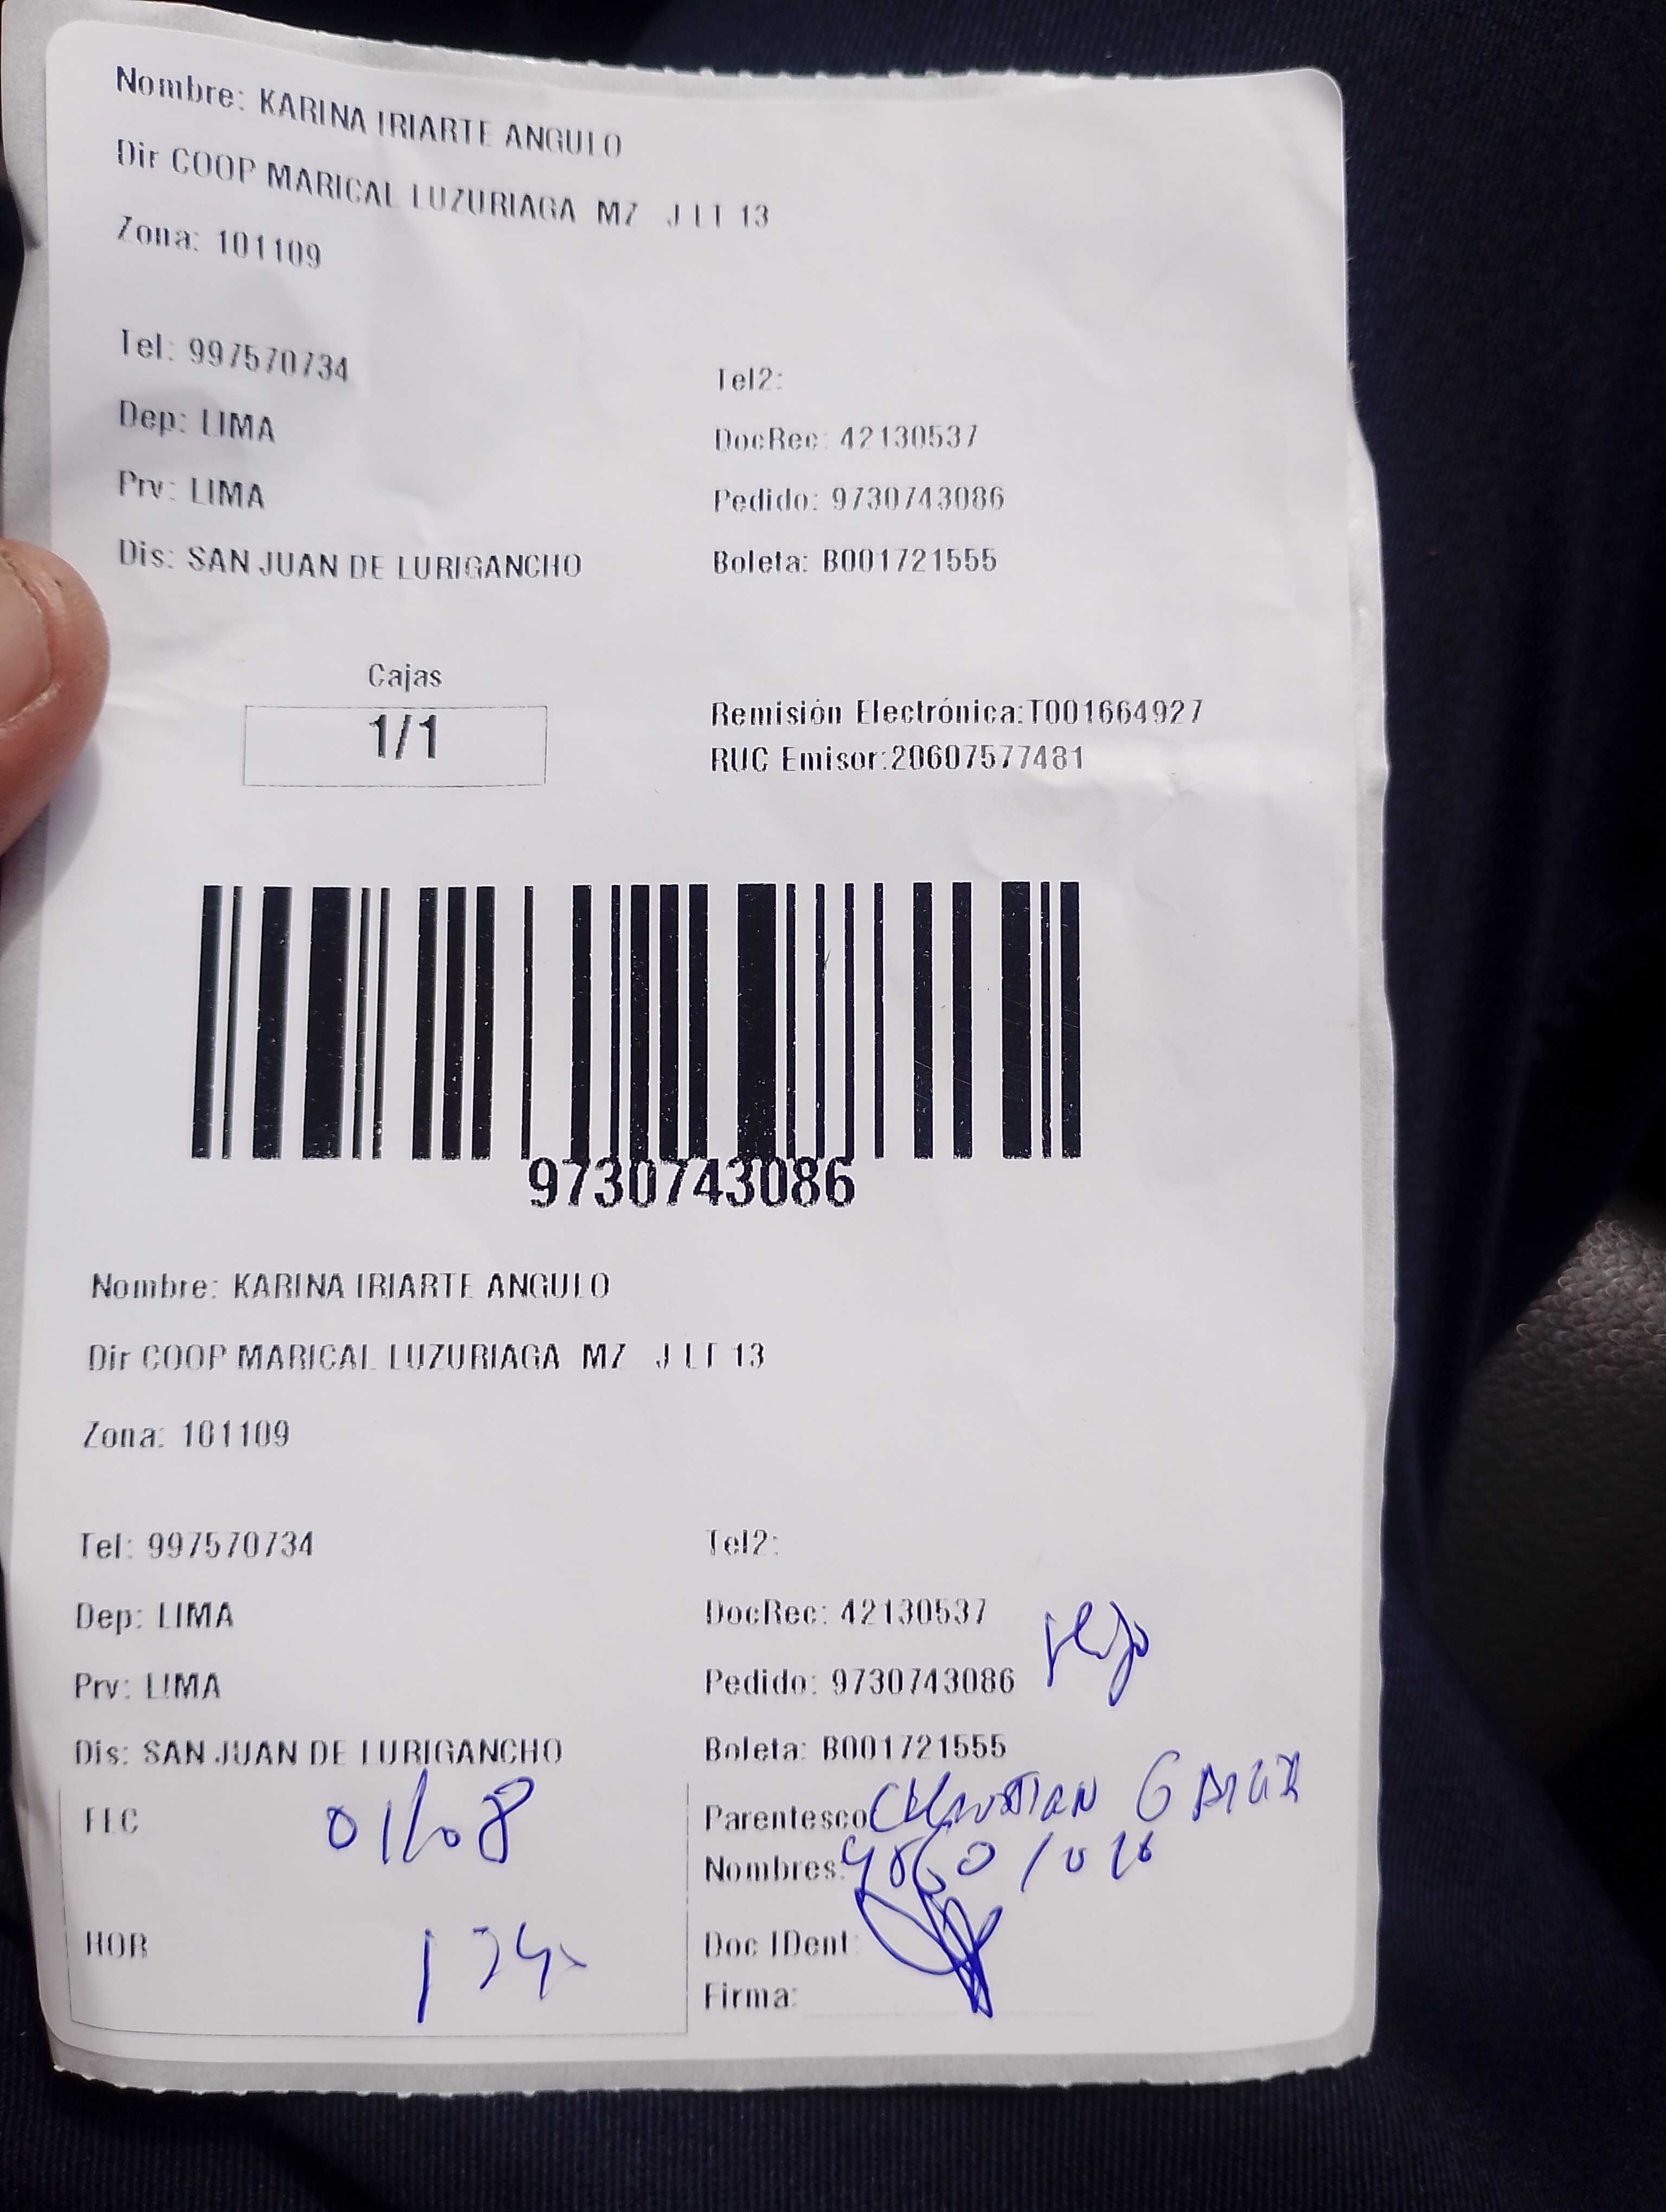 Nombre: KARINA IRIARTE ANGULO
Dir COOP MARICAL LUZURIAGA MZ J LT 13
Zona: 101109
Tel: 997570734
Tel2:
Dep: LIMA
DocRec: 42130537
Prv: LIMA
Pedido: 9730743086
Dis: SAN JUAN DE LURIGANCHO
Boleta: B001721555
Cajas
1/1
Remisión Electrónica:T001664927
RUC Emisor:20607577481
9730743086
Nombre: KARINA IRIARTE ANGULO
Dir COOP MARICAL LUZURIAGA MZ J LT 13
Zona: 101109
Tel: 997570734
Tel2:
Dep: LIMA
DocRec: 42130537
Prv: LIMA
Pedido: 9730743086
Dis: SAN JUAN DE LURIGANCHO
Boleta: B001721555
FEC 01/08
Parentesco
Nombres:
HOR
Doc IDent:
Firma: